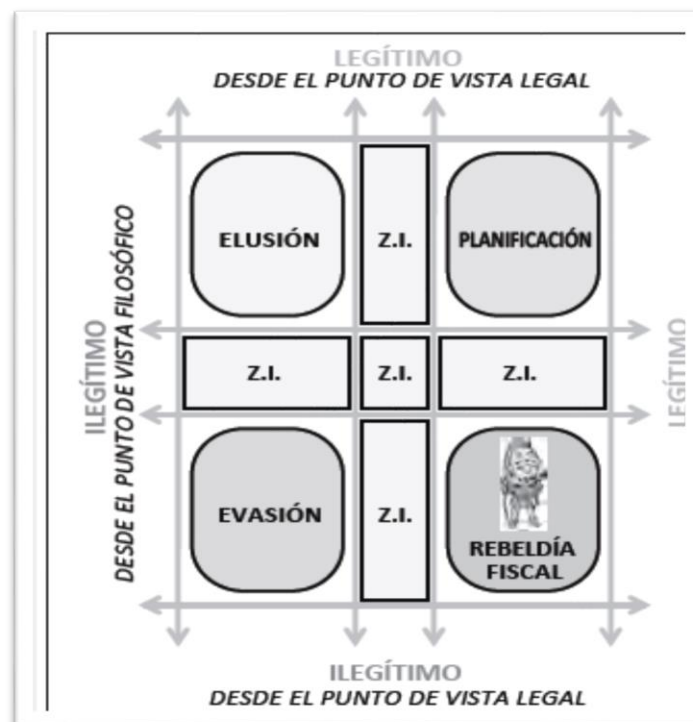 LEGÍTIMO
DESDE EL PUNTO DE VISTA LEGAL
ILEGÍTIMO
DESDE EL PUNTO DE VISTA FILOSÓFICO
ELUSIÓN
Z.I.
PLANIFICACIÓN
Z.I.
Z.I.
Z.I.
LEGÍTIMO
EVASIÓN
Z.I.
REBELDÍA
FISCAL
ILEGÍTIMO
DESDE EL PUNTO DE VISTA LEGAL